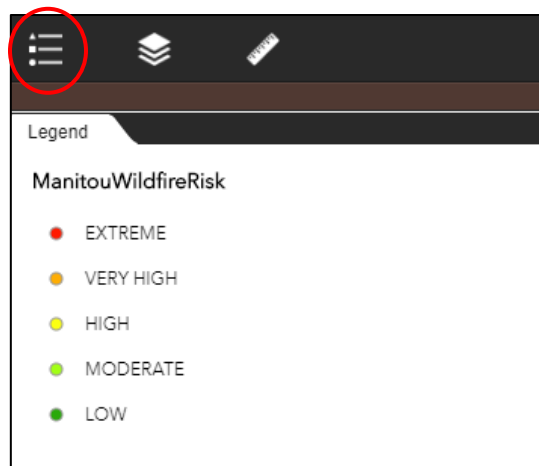 Legend
ManitouWildfireRisk
EXTREME
VERY HIGH
HIGH
MODERATE
LOW